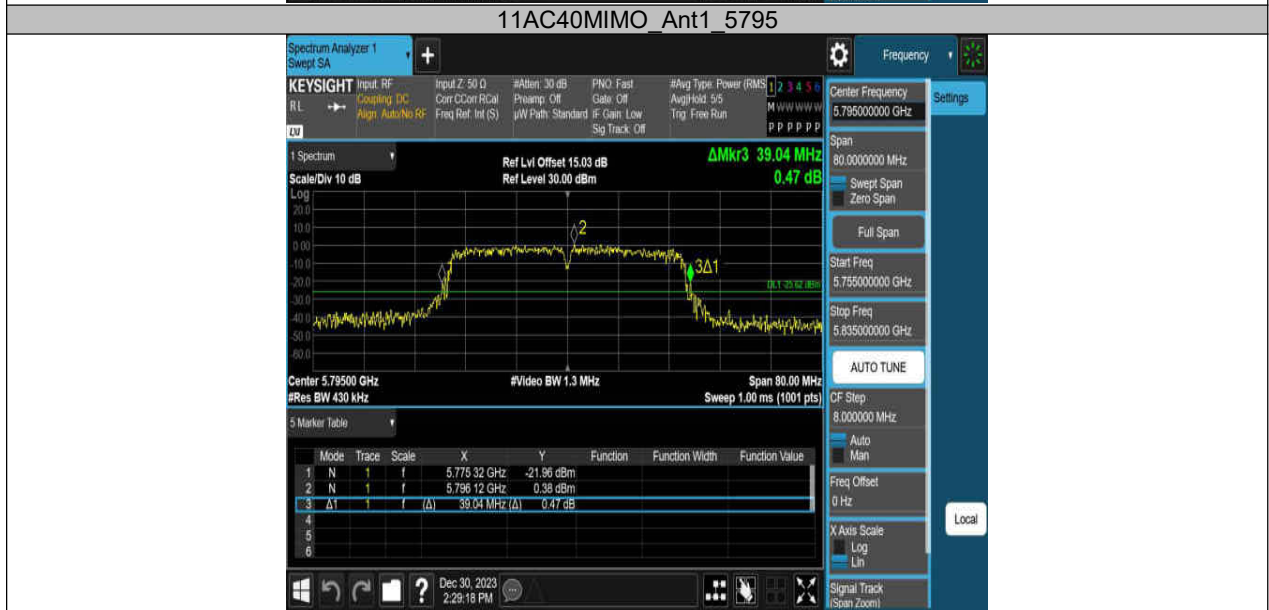 11AC40MIMO_Ant1_5795
Spectrum Analyzer 1
Swept SA
+
Frequency
KEYSIGHT
RL
LXI
Input: RF
Coupling: DC
Align: Auto/No RF
Input Z: 50 Ω
Corr CCorr RCal
Freq Ref: Int (S)
#Atten: 30 dB
Preamp: Off
µW Path: Standard
PNO: Fast
Gate: Off
IF Gain: Low
Sig Track: Off
#Avg Type: Power (RMS
Avg|Hold: 5/5
Trig: Free Run
1 2 3 4 5 6
M W W W W W
P P P P P P
1 Spectrum
Scale/Div 10 dB
Ref Lvl Offset 15.03 dB
Ref Level 30.00 dBm
ΔMkr3 39.04 MHz
0.47 dB
Log
20.0
10.0
0.00
-10.0
-20.0
-30.0
-40.0
-50.0
-60.0
2
3Δ1
DL1 -25.62 dBm
Center 5.79500 GHz
#Video BW 1.3 MHz
Span 80.00 MHz
#Res BW 430 kHz
Sweep 1.00 ms (1001 pts)
5 Marker Table
Mode Trace Scale X Y Function Function Width Function Value
1 N 1 f 5.775 32 GHz -21.96 dBm
2 N 1 f 5.796 12 GHz 0.38 dBm
3 Δ1 1 f (Δ) 39.04 MHz (Δ) 0.47 dB
4
5
6
Center Frequency
5.795000000 GHz
Settings
Span
80.0000000 MHz
Swept Span
Zero Span
Full Span
Start Freq
5.755000000 GHz
Stop Freq
5.835000000 GHz
AUTO TUNE
CF Step
8.000000 MHz
Auto
Man
Freq Offset
0 Hz
X Axis Scale
Log
Lin
Local
Signal Track
(Span Zoom)
?
Dec 30, 2023
2:29:18 PM